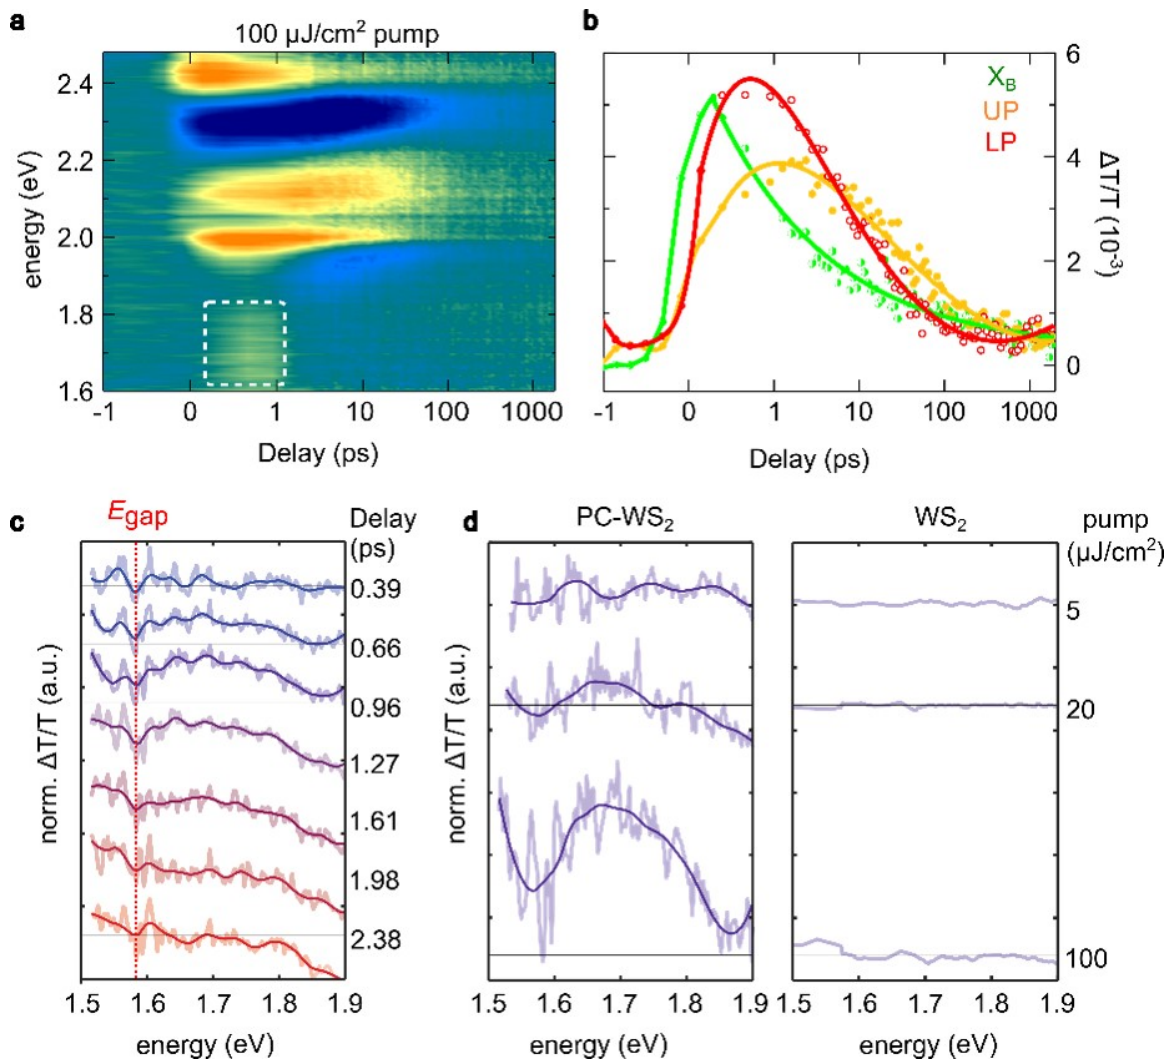 a
100 µJ/cm² pump
energy (eV)
2.4
2.2
2.0
1.8
1.6
-1 0 1 10 100 1000
Delay (ps)
b
X_B
UP
LP
6
4
2
0
ΔT/T (10⁻³)
-1 0 1 10 100 1000
Delay (ps)
c
E_gap
Delay
(ps)
norm. ΔT/T (a.u.)
0.39
0.66
0.96
1.27
1.61
1.98
2.38
1.5 1.6 1.7 1.8 1.9
energy (eV)
d
PC-WS₂
WS₂
pump
(µJ/cm²)
norm. ΔT/T (a.u.)
5
20
100
1.5 1.6 1.7 1.8 1.9
1.5 1.6 1.7 1.8 1.9
energy (eV)
energy (eV)